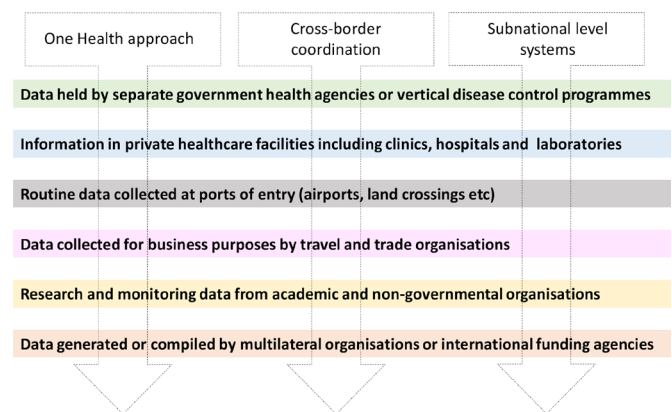 One Health approach
Cross-border
coordination
Subnational level
systems
Data held by separate government health agencies or vertical disease control programmes
Information in private healthcare facilities including clinics, hospitals and laboratories
Routine data collected at ports of entry (airports, land crossings etc)
Data collected for business purposes by travel and trade organisations
Research and monitoring data from academic and non-governmental organisations
Data generated or compiled by multilateral organisations or international funding agencies